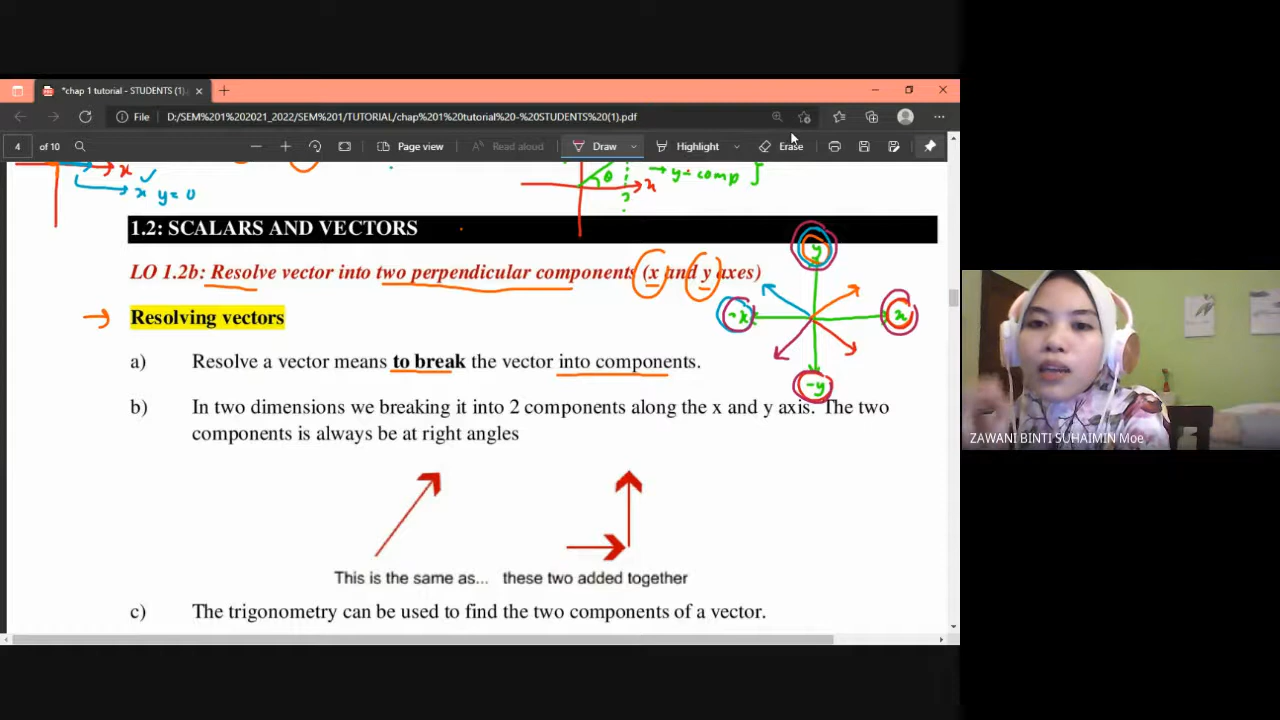 *chap 1 tutorial - STUDENTS (1).
File D:/SEM%201%202021_2022/SEM%201/TUTORIAL/chap%201%20tutorial%20-%20STUDENTS%20(1).pdf
4 of 10 Read aloud Page view Draw Highlight Erase
x
x y=0
θ x → y-comp
1.2: SCALARS AND VECTORS
LO 1.2b: Resolve vector into two perpendicular components (x and y axes)
y
-x x
-y
Resolving vectors
a) Resolve a vector means to break the vector into components.
b) In two dimensions we breaking it into 2 components along the x and y axis. The two
components is always be at right angles
This is the same as... these two added together
c) The trigonometry can be used to find the two components of a vector.
ZAWANI BINTI SUHAIMIN Moe